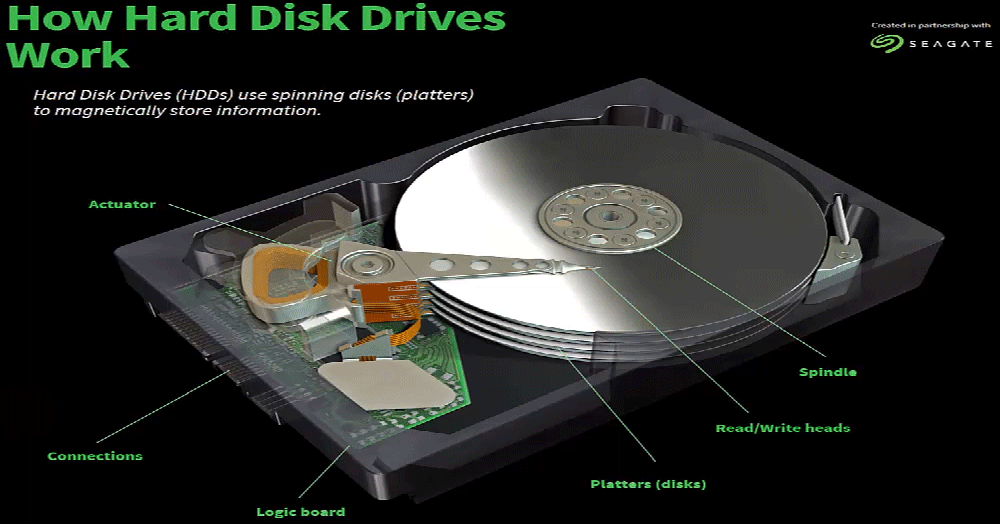 How Hard Disk Drives
Work
Created in partnership with
SEAGATE
Hard Disk Drives (HDDs) use spinning disks (platters)
to magnetically store information.
Actuator
Spindle
Read/Write heads
Connections
Platters (disks)
Logic board